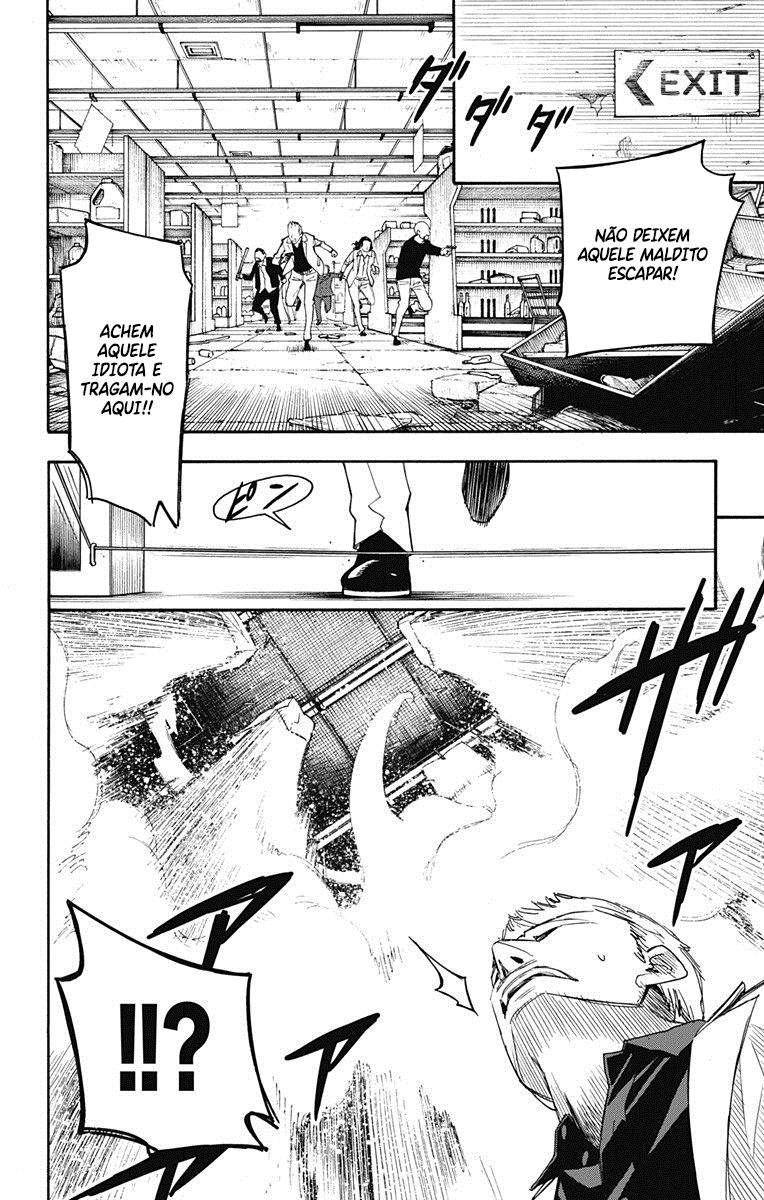 EXIT
ダ
ダ
ダ
NÃO DEIXEM
AQUELE MALDITO
ESCAPAR!
ACHEM
AQUELE
IDIOTA E
TRAGAM-NO
AQUI!!
ピン
!!?